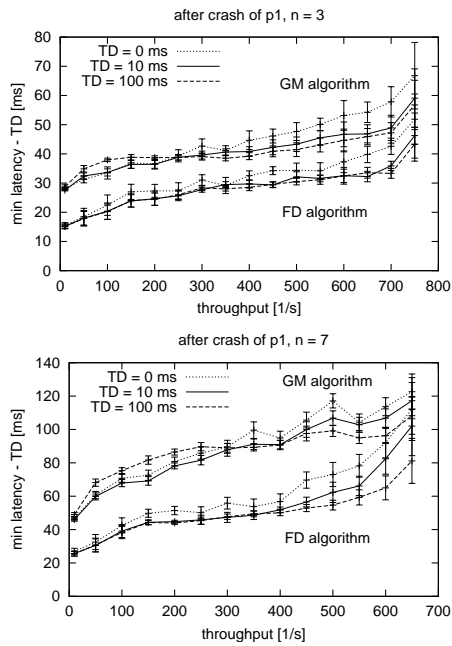 after crash of p1, n = 3
80
70
60
50
40
30
20
10
0
min latency - TD [ms]
TD = 0 ms
TD = 10 ms
TD = 100 ms
GM algorithm
FD algorithm
0 100 200 300 400 500 600 700 800
throughput [1/s]
after crash of p1, n = 7
140
120
100
80
60
40
20
0
min latency - TD [ms]
TD = 0 ms
TD = 10 ms
TD = 100 ms
GM algorithm
FD algorithm
0 100 200 300 400 500 600 700
throughput [1/s]